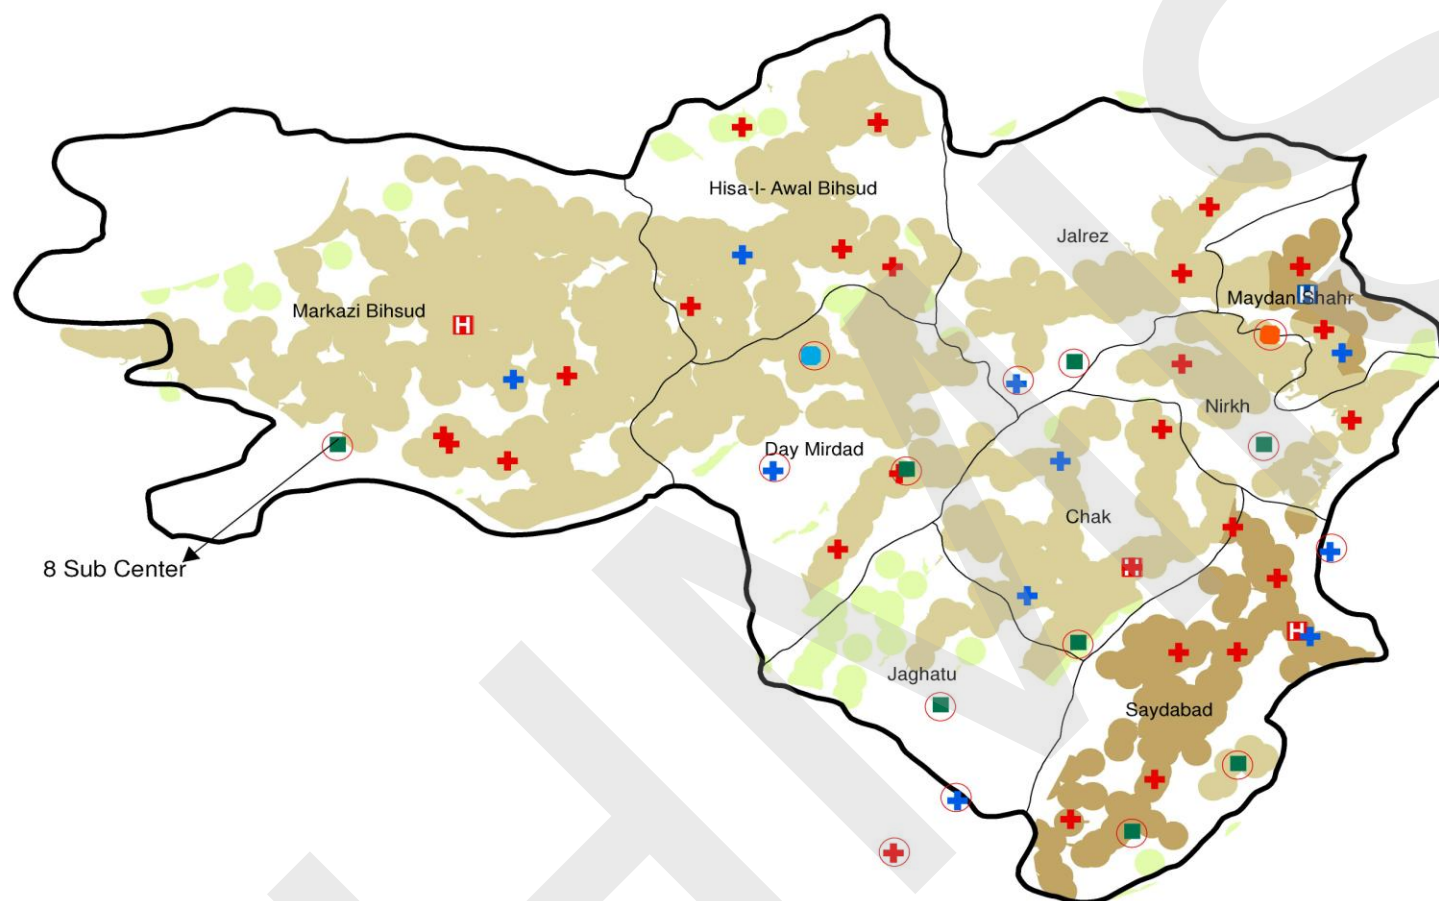 Hisa-I- Awal Bihsud
Jalrez
Markazi Bihsud
H
Maydan Shahr
H
Nirkh
Day Mirdad
Chak
8 Sub Center
H
H
Jaghatu
Saydabad